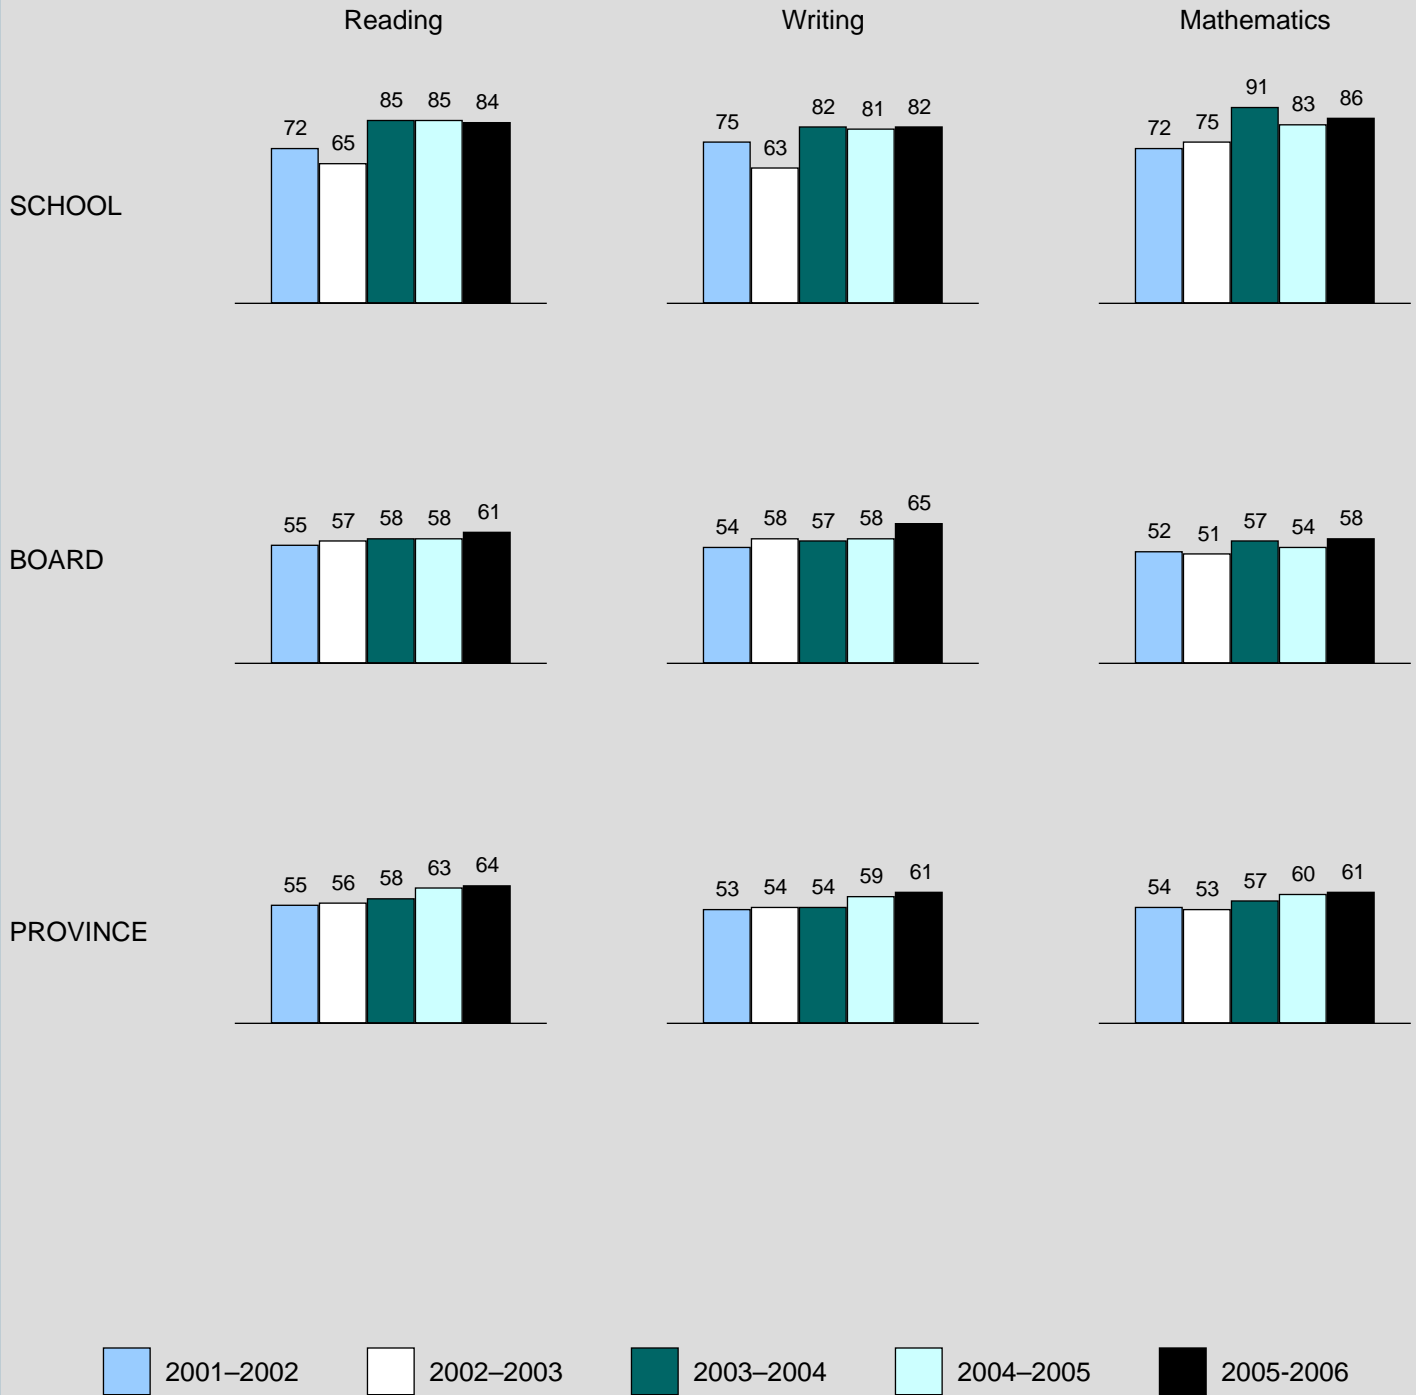 Reading Writing Mathematics
SCHOOL
72 65 85 85 84
75 63 82 81 82
72 75 91 83 86
BOARD
55 57 58 58 61
54 58 57 58 65
52 51 57 54 58
PROVINCE
55 56 58 63 64
53 54 54 59 61
54 53 57 60 61
2001–2002 2002–2003 2003–2004 2004–2005 2005-2006